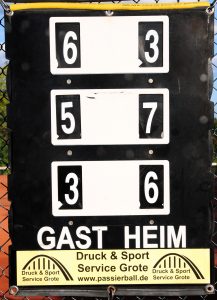 6 3
5 7
3 6
GAST HEIM
Druck & Sport
Service Grote
www.passierball.de
Druck & Sport
Service Grote
Druck & Sport
Service Grote